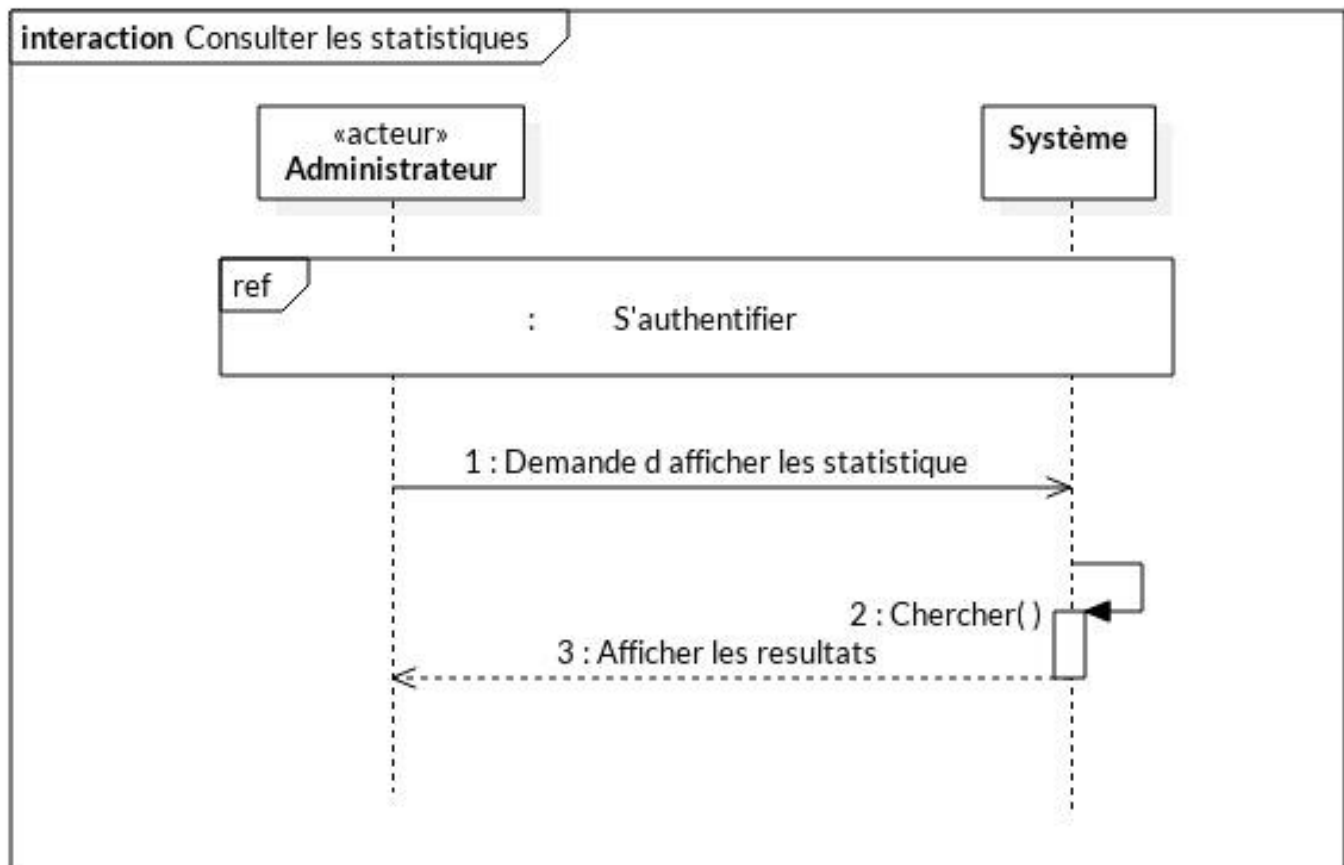 interaction Consulter les statistiques
«acteur»
Administrateur
Système
ref
: S'authentifier
1 : Demande d afficher les statistique
2 : Chercher( )
3 : Afficher les resultats